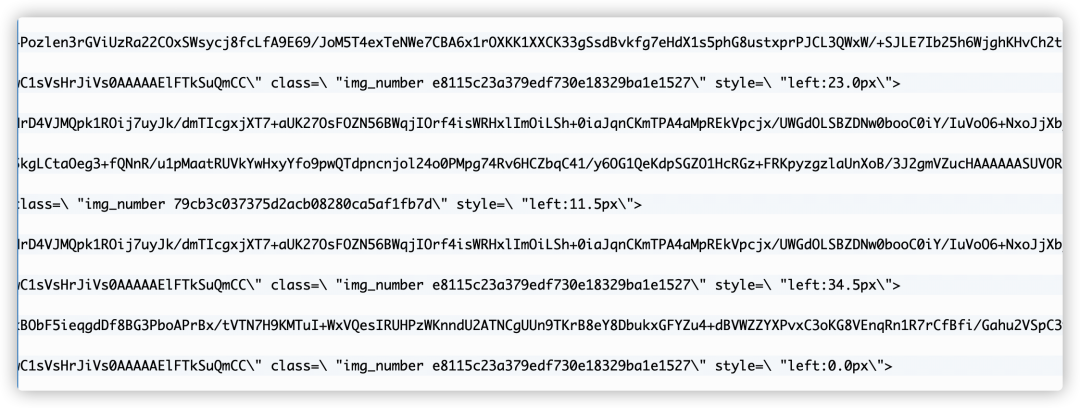 Pozlen3rGViUzRa22COxSWsycj8fcLfA9E69/JoM5T4exTeNWe7CBA6x1rOXKK1XXCK33gSsdBvkfg7eHdX1s5phG8ustxprPJCL3QWxW/+SJLE7Ib25h6WjghKHvCh2t
C1sVsHrJiVs0AAAAAElFTkSuQmCC\" class=\ "img_number e8115c23a379edf730e18329ba1e1527\" style=\ "left:23.0px\">
rD4VJMQpk1ROij7uyJk/dmTIcgxjXT7+aUK27OsFOZN56BWqjIOrf4isWRHxlImOiLSh+0iaJqnCKmTPA4aMpREkVpcjx/UWGdOLSBZDNw0booC0iY/IuVoO6+NxoJjXb
kgLCtaOeg3+fQNnR/u1pMaatRUVkYwHxyYfo9pwQTdpncnjol24o0PMpg74Rv6HCZbqC41/y6OG1QeKdpSGZO1HcRGz+FRKpyzgzlaUnXoB/3J2gmVZucHAAAAAASUVOR
lass=\ "img_number 79cb3c037375d2acb08280ca5af1fb7d\" style=\ "left:11.5px\">
rD4VJMQpk1ROij7uyJk/dmTIcgxjXT7+aUK27OsFOZN56BWqjIOrf4isWRHxlImOiLSh+0iaJqnCKmTPA4aMpREkVpcjx/UWGdOLSBZDNw0booC0iY/IuVoO6+NxoJjXb
C1sVsHrJiVs0AAAAAElFTkSuQmCC\" class=\ "img_number e8115c23a379edf730e18329ba1e1527\" style=\ "left:34.5px\">
BObF5ieqgdDf8BG3PboAPrBx/tVTN7H9KMTuI+WxVQesIRUHPzWKnndU2ATNCgUUn9TKrB8eY8DbukxGFYZu4+dBVWZZYXPvxC3oKG8VEnqRn1R7rCfBfi/Gahu2VSpC3
C1sVsHrJiVs0AAAAAElFTkSuQmCC\" class=\ "img_number e8115c23a379edf730e18329ba1e1527\" style=\ "left:0.0px\">